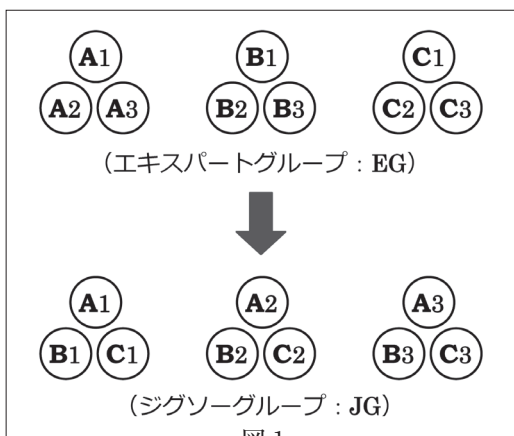 A1 B1 C1
A2 A3 B2 B3 C2 C3
(エキスパートグループ：EG)
A1 A2 A3
B1 C1 B2 C2 B3 C3
(ジグソーグループ：JG)
図1